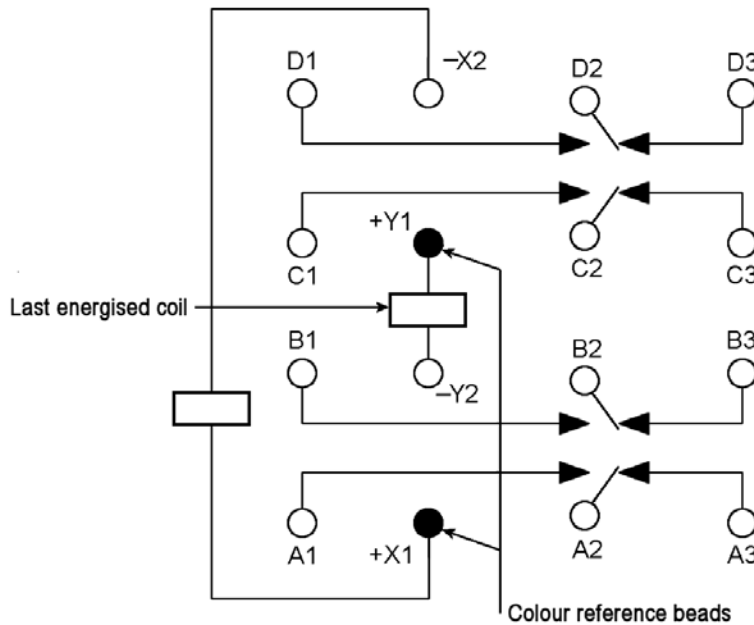 D1
–X2
D2
D3
+Y1
C1
C2
C3
Last energised coil
B1
B2
B3
–Y2
A1
+X1
A2
A3
Colour reference beads